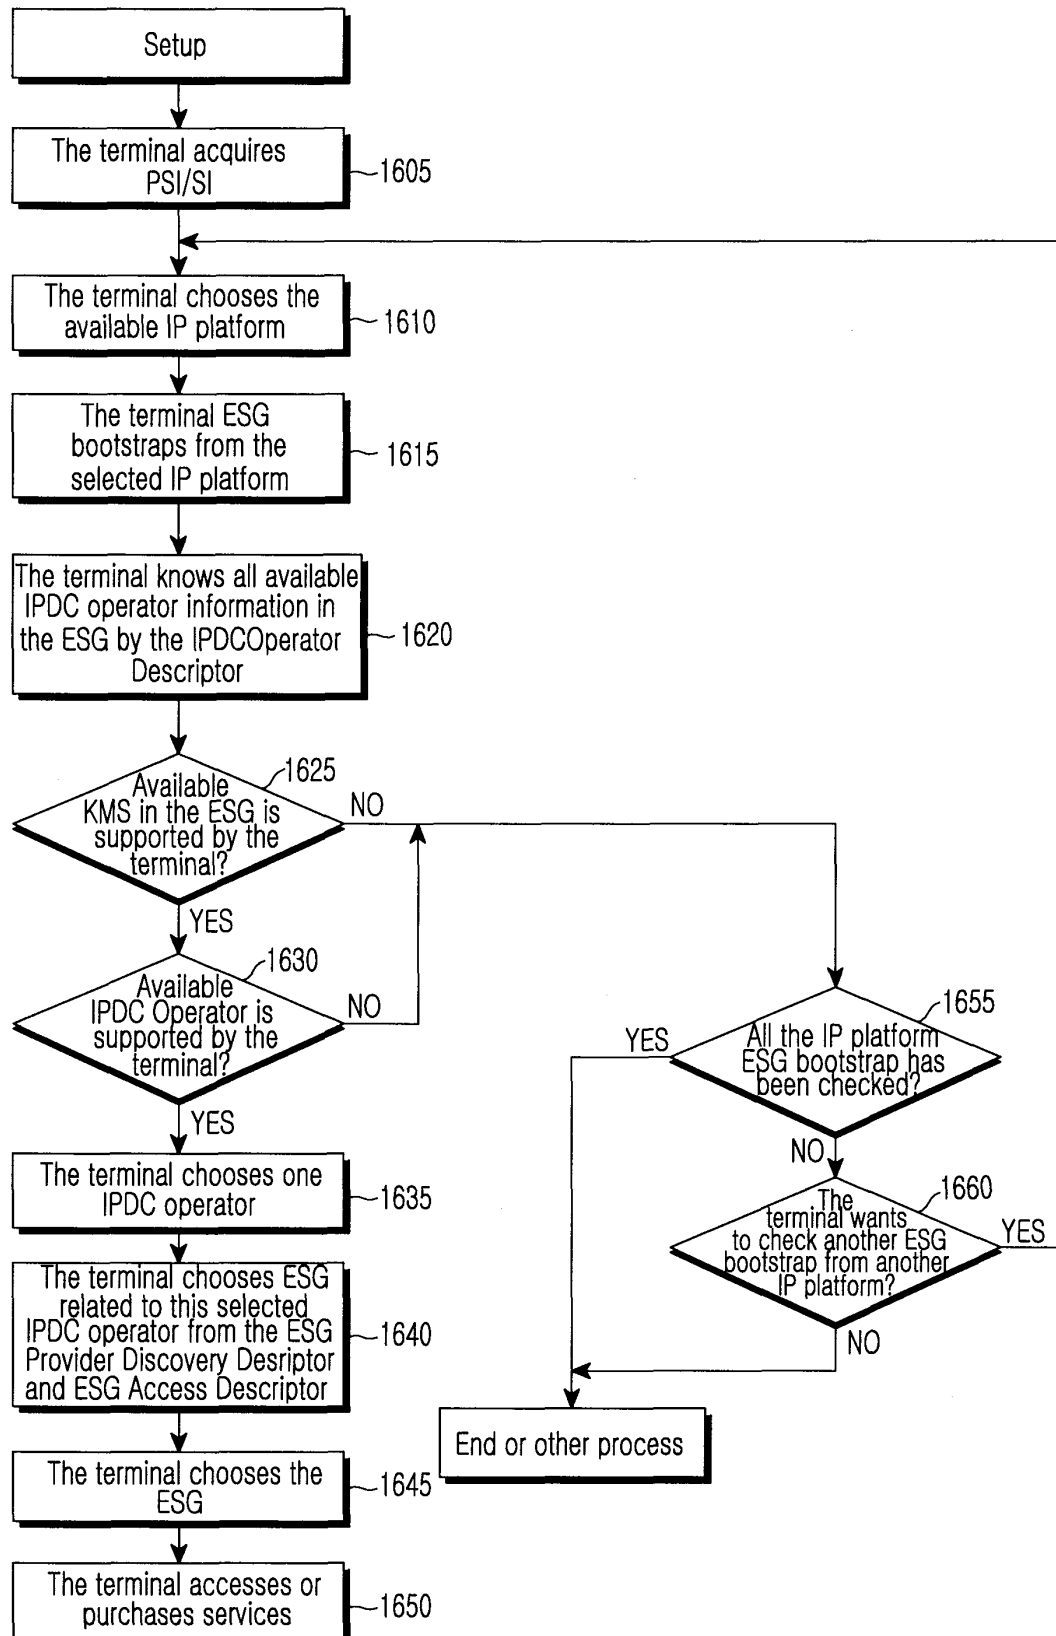 Setup
The terminal acquires
PSI/SI
1605
The terminal chooses the
available IP platform
1610
The terminal ESG
bootstraps from the
selected IP platform
1615
The terminal knows all available
IPDC operator information in
the ESG by the IPDCOperator
Descriptor
1620
Available
KMS in the ESG is
supported by the
terminal?
1625
NO
YES
Available
IPDC Operator is
supported by the
terminal?
1630
NO
YES
The terminal chooses one
IPDC operator
1635
The terminal chooses ESG
related to this selected
IPDC operator from the ESG
Provider Discovery Desriptor
and ESG Access Descriptor
1640
The terminal chooses the
ESG
1645
The terminal accesses or
purchases services
1650
All the IP platform
ESG bootstrap has
been checked?
1655
YES
NO
The
terminal wants
to check another ESG
bootstrap from another
IP platform?
1660
YES
NO
End or other process